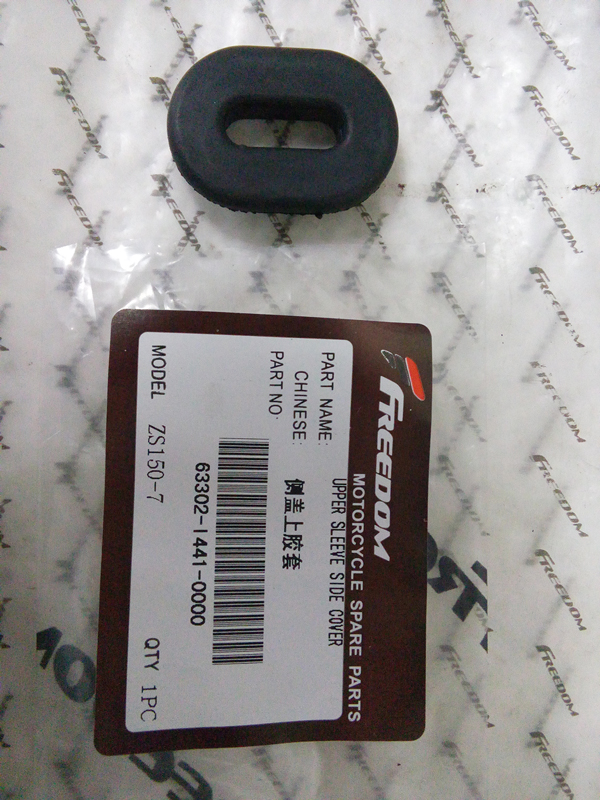 FREEDOM
MOTORCYCLE SPARE PARTS
PART NAME: UPPER SLEEVE SIDE COVER
CHINESE: 侧盖上胶套
PART NO:
63302-1441-0000
MODEL ZS150-7 QTY 1PC
FREEDOM